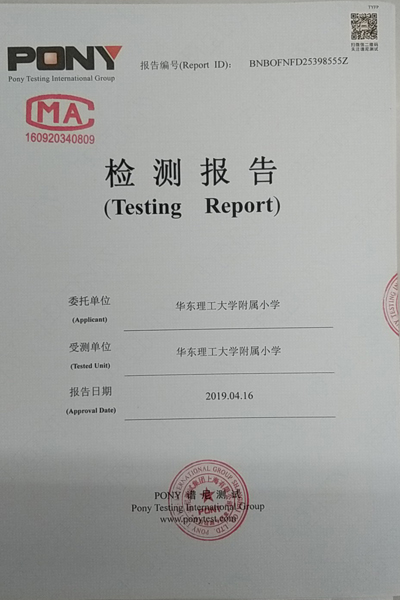 PONY
Pony Testing International Group
报告编号(Report ID): BNBOFNFD25398555Z
MA
160920340809
检测报告
(Testing Report)
委托单位 华东理工大学附属小学
(Applicant)
受测单位 华东理工大学附属小学
(Tested Unit)
报告日期 2019.04.16
(Approval Date)
PONY 谱尼测试
Pony Testing International Group
www.ponytest.com